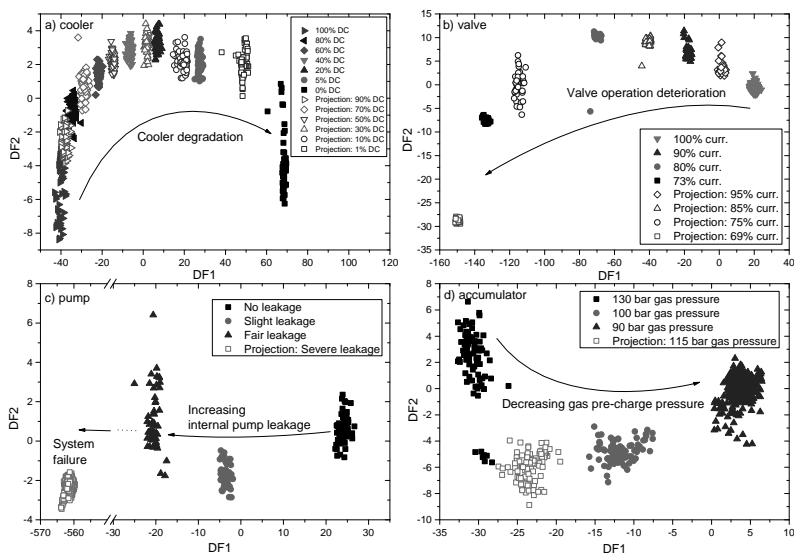 a) cooler
100% DC
80% DC
60% DC
40% DC
20% DC
5% DC
0% DC
Projection: 90% DC
Projection: 70% DC
Projection: 50% DC
Projection: 30% DC
Projection: 10% DC
Projection: 1% DC
Cooler degradation
4
2
0
-2
-4
-6
-8
DF2
-40 -20 0 20 40 60 80 100 120
DF1
b) valve
Valve operation deterioration
100% curr.
90% curr.
80% curr.
73% curr.
Projection: 95% curr.
Projection: 85% curr.
Projection: 75% curr.
Projection: 69% curr.
15
10
5
0
-5
-10
-15
-20
-25
-30
-35
DF2
-160 -140 -120 -100 -80 -60 -40 -20 0 20 40
DF1
c) pump
No leakage
Slight leakage
Fair leakage
Projection: Severe leakage
Increasing
internal pump leakage
System
failure
8
6
4
2
0
-2
-4
DF2
-570 -560 -30 -20 -10 0 10 20 30
DF1
d) accumulator
130 bar gas pressure
100 bar gas pressure
90 bar gas pressure
Projection: 115 bar gas pressure
Decreasing gas pre-charge pressure
8
6
4
2
0
-2
-4
-6
-8
-10
DF2
-35 -30 -25 -20 -15 -10 -5 0 5 10
DF1